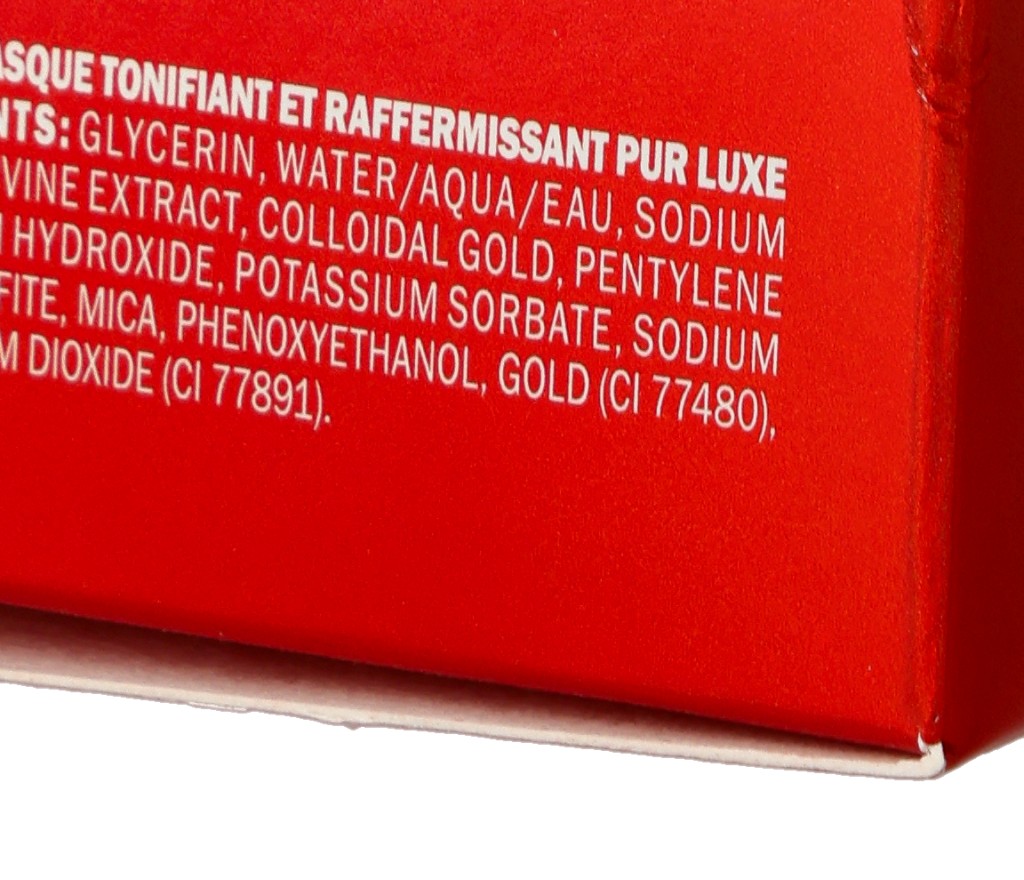 ASQUE TONIFIANT ET RAFFERMISSANT PUR LUXE
NTS: GLYCERIN, WATER/AQUA/EAU, SODIUM
VINE EXTRACT, COLLOIDAL GOLD, PENTYLENE
HYDROXIDE, POTASSIUM SORBATE, SODIUM
FITE, MICA, PHENOXYETHANOL, GOLD (CI 77480),
M DIOXIDE (CI 77891).